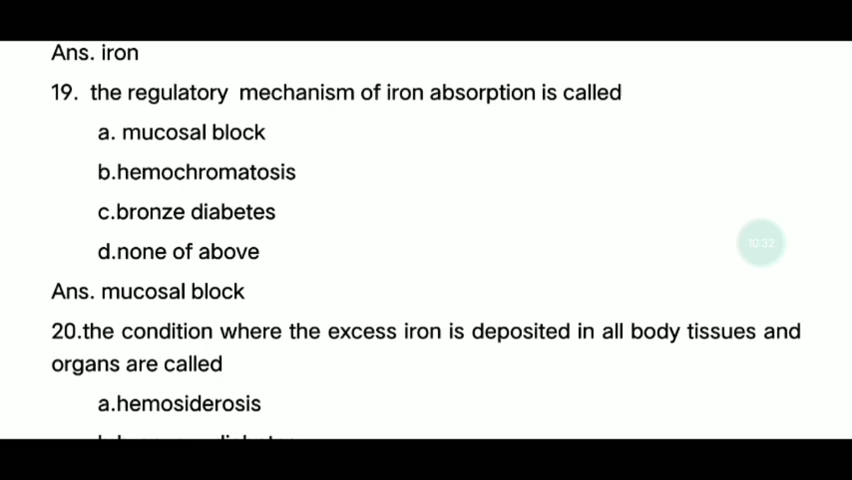 Ans. iron
19. the regulatory mechanism of iron absorption is called
a. mucosal block
b.hemochromatosis
c.bronze diabetes
d.none of above
10:32
Ans. mucosal block
20.the condition where the excess iron is deposited in all body tissues and
organs are called
a.hemosiderosis